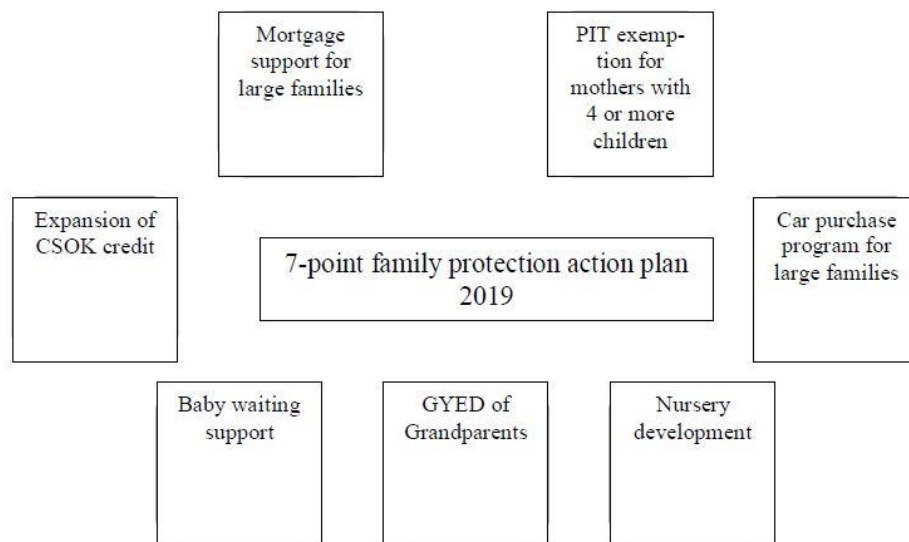 Mortgage
support for
large families
PIT exemp-
tion for
mothers with
4 or more
children
Expansion of
CSOK credit
7-point family protection action plan
2019
Car purchase
program for
large families
Baby waiting
support
GYED of
Grandparents
Nursery
development